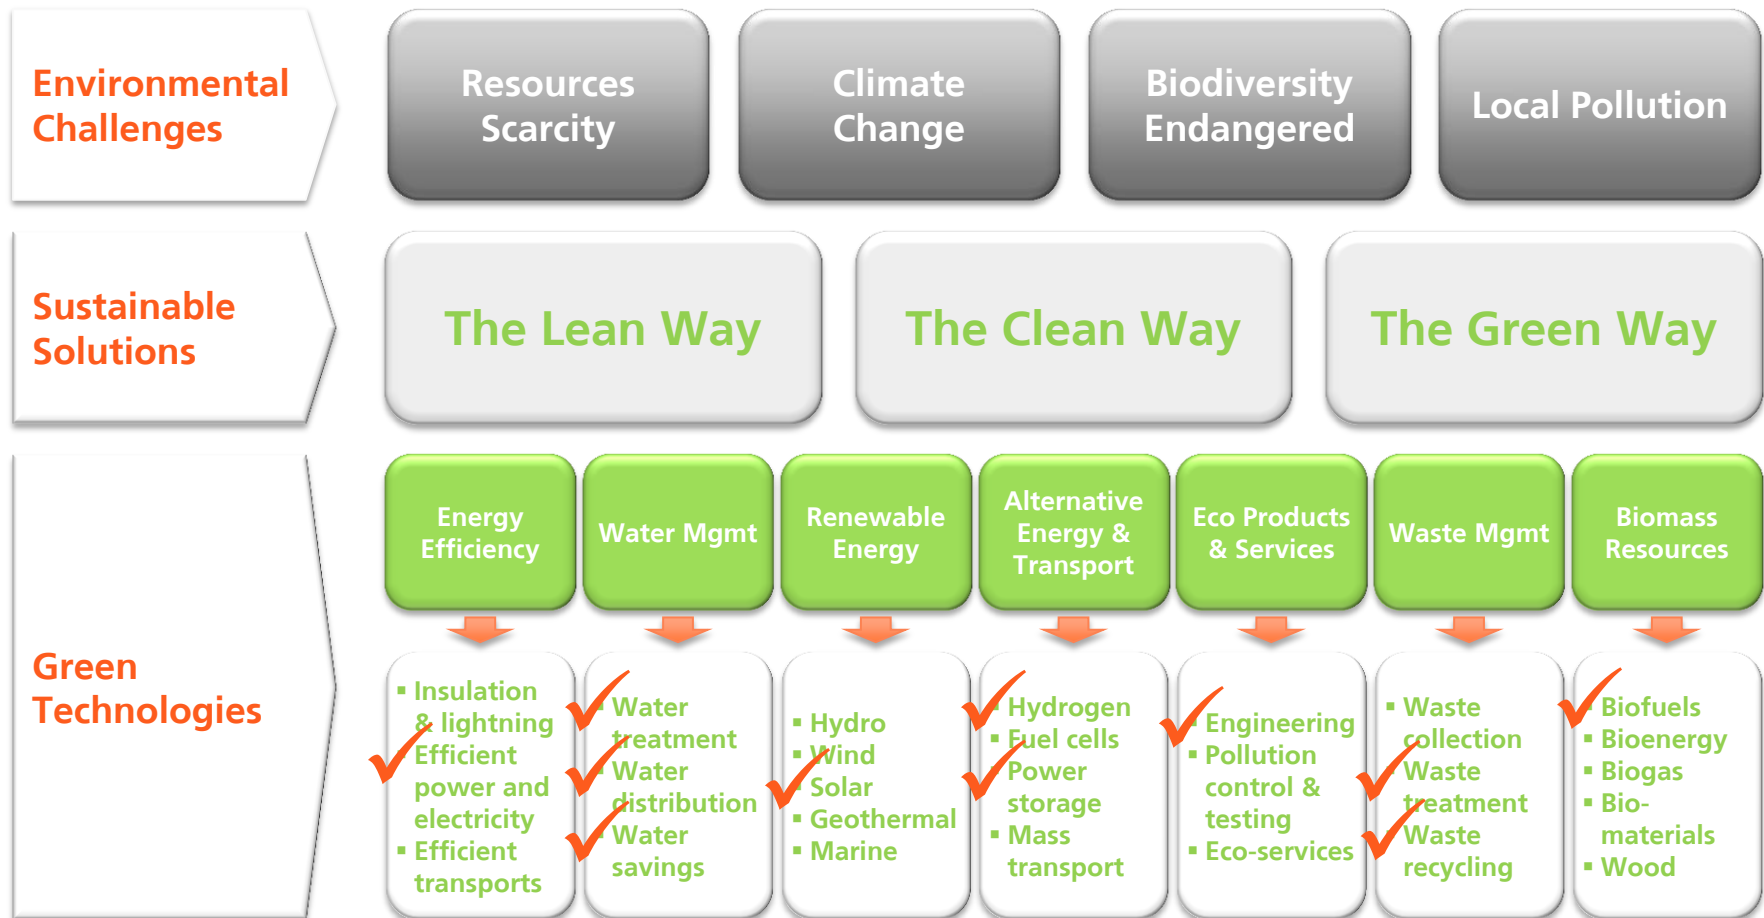 Environmental
Challenges
Resources
Scarcity
Climate
Change
Biodiversity
Endangered
Local Pollution
Sustainable
Solutions
The Lean Way
The Clean Way
The Green Way
Green
Technologies
Energy
Efficiency
Water Mgmt
Renewable
Energy
Alternative
Energy &
Transport
Eco Products
& Services
Waste Mgmt
Biomass
Resources
▪ Insulation
& lightning
▪ Efficient
power and
electricity
▪ Efficient
transports
▪ Water
treatment
▪ Water
distribution
▪ Water
savings
▪ Hydro
▪ Wind
▪ Solar
▪ Geothermal
▪ Marine
▪ Hydrogen
▪ Fuel cells
▪ Power
storage
▪ Mass
transport
▪ Engineering
▪ Pollution
control &
testing
▪ Eco-services
▪ Waste
collection
▪ Waste
treatment
▪ Waste
recycling
▪ Biofuels
▪ Bioenergy
▪ Biogas
▪ Bio-
materials
▪ Wood